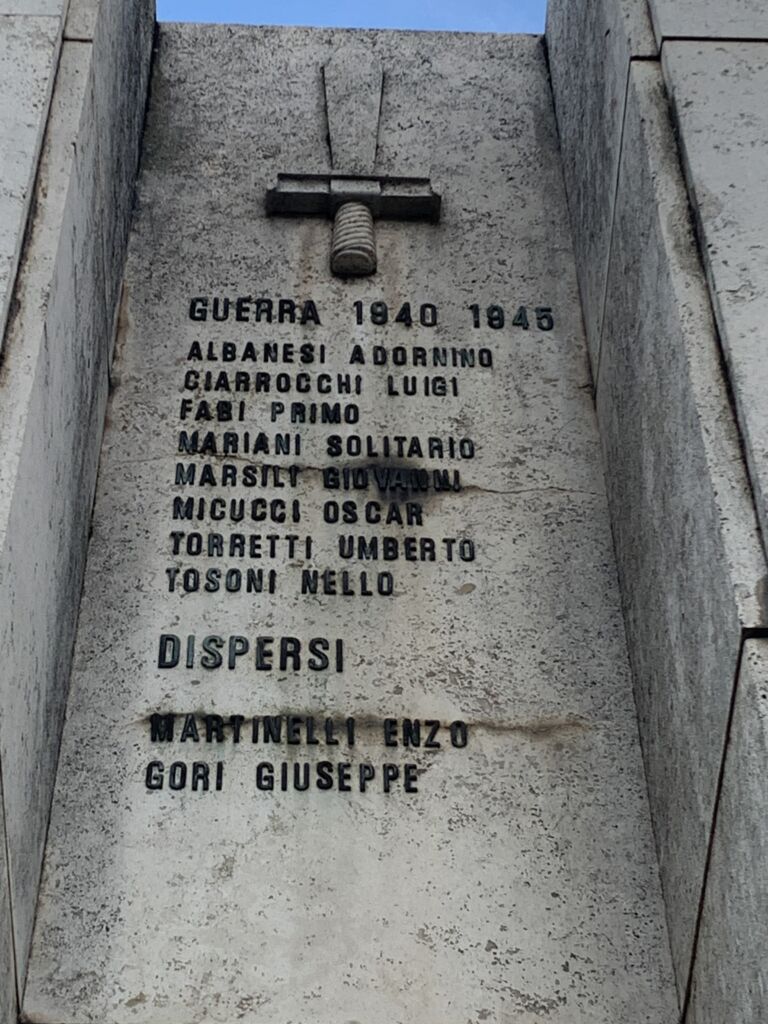 GUERRA 1940 1945
ALBANESI ADORNINO
CIARROCCHI LUIGI
FABI PRIMO
MARIANI SOLITARIO
MARSILI GIOVANNI
MICUCCI OSCAR
TORRETTI UMBERTO
TOSONI NELLO
DISPERSI
MARTINELLI ENZO
GORI GIUSEPPE